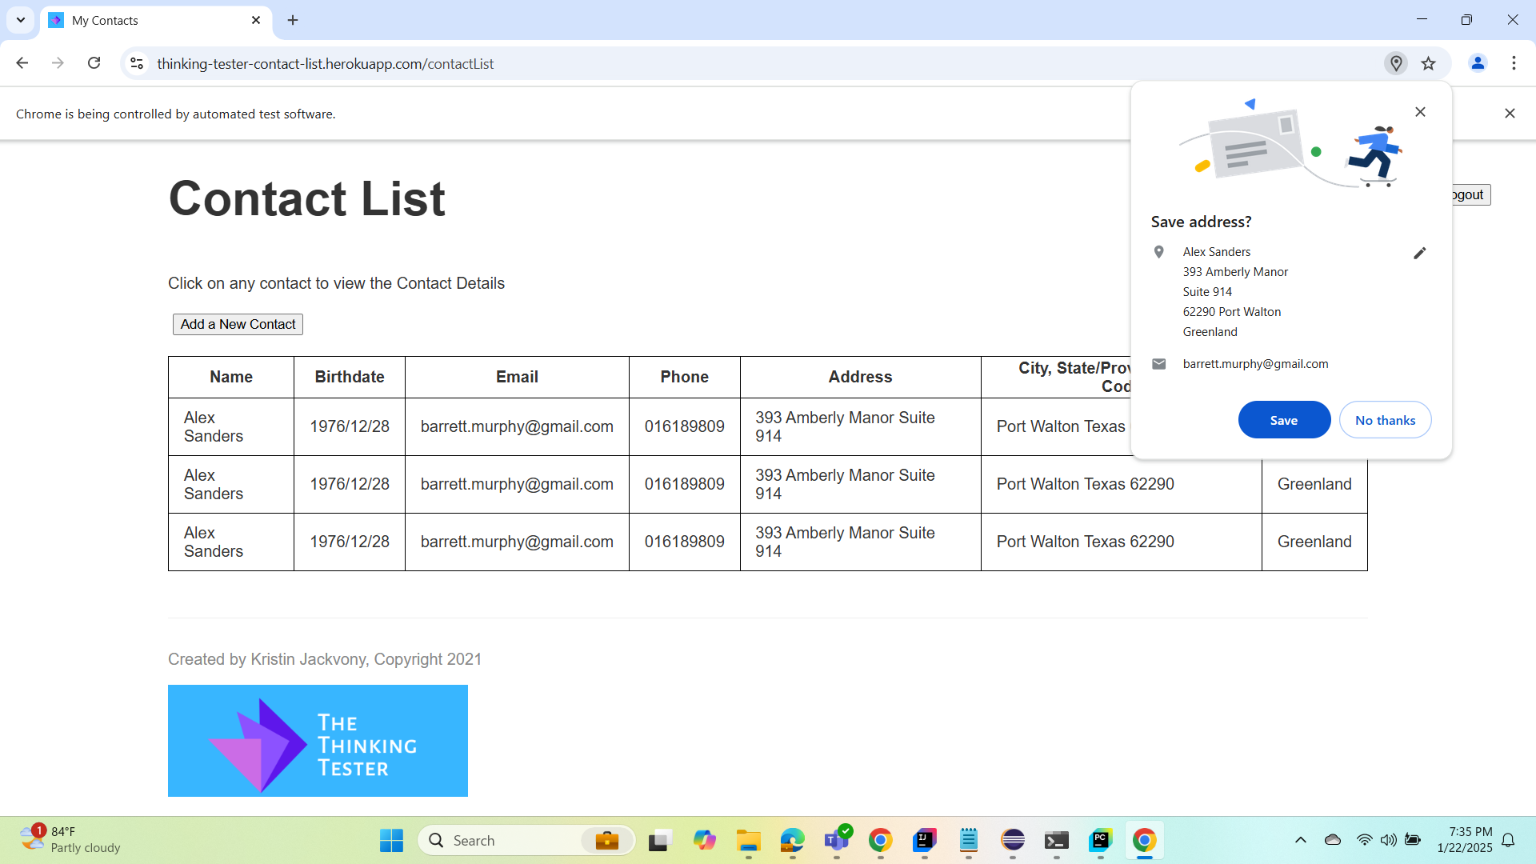 My Contacts
thinking-tester-contact-list.herokuapp.com/contactList
Chrome is being controlled by automated test software.
Contact List
ogout
Click on any contact to view the Contact Details
Add a New Contact
Name Birthdate Email Phone Address City, State/Prov
Cod
Alex
Sanders 1976/12/28 barrett.murphy@gmail.com 016189809 393 Amberly Manor Suite
914 Port Walton Texas
Alex
Sanders 1976/12/28 barrett.murphy@gmail.com 016189809 393 Amberly Manor Suite
914 Port Walton Texas 62290 Greenland
Alex
Sanders 1976/12/28 barrett.murphy@gmail.com 016189809 393 Amberly Manor Suite
914 Port Walton Texas 62290 Greenland
Save address?
Alex Sanders
393 Amberly Manor
Suite 914
62290 Port Walton
Greenland
barrett.murphy@gmail.com
Save No thanks
Created by Kristin Jackvony, Copyright 2021
THE
THINKING
TESTER
1
84°F
Partly cloudy
Search
T
IJ
PC
7:35 PM
1/22/2025